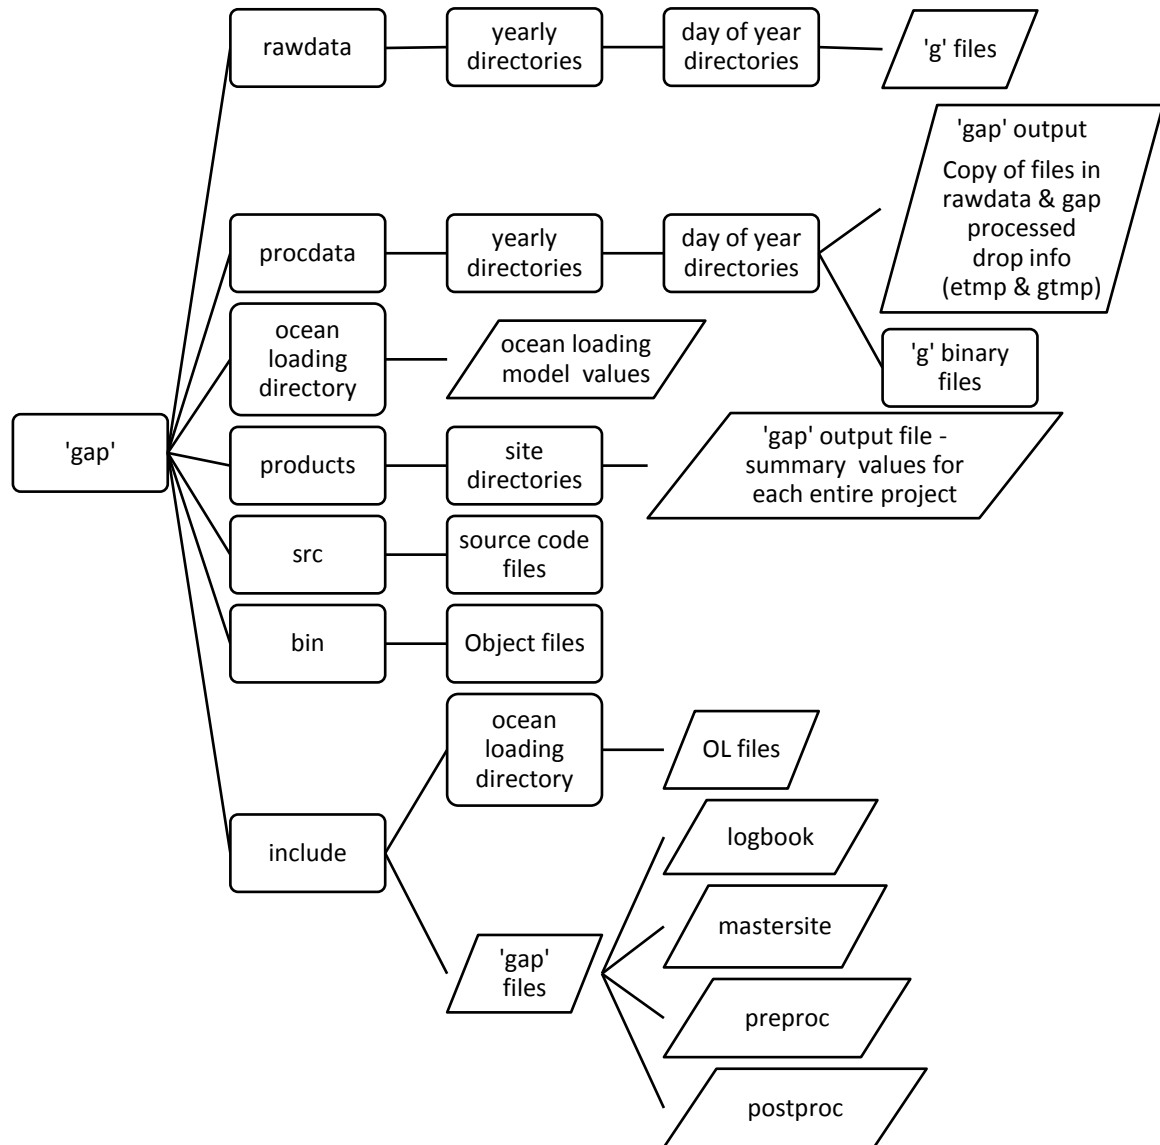 rawdata
yearly
directories
day of year
directories
'g' files
'gap' output
Copy of files in
rawdata & gap
processed
drop info
(etmp & gtmp)
procdata
yearly
directories
day of year
directories
'g' binary
files
ocean
loading
directory
ocean loading
model values
'gap'
products
site
directories
'gap' output file -
summary values for
each entire project
src
source code
files
bin
Object files
ocean
loading
directory
OL files
include
logbook
mastersite
'gap'
files
preproc
postproc